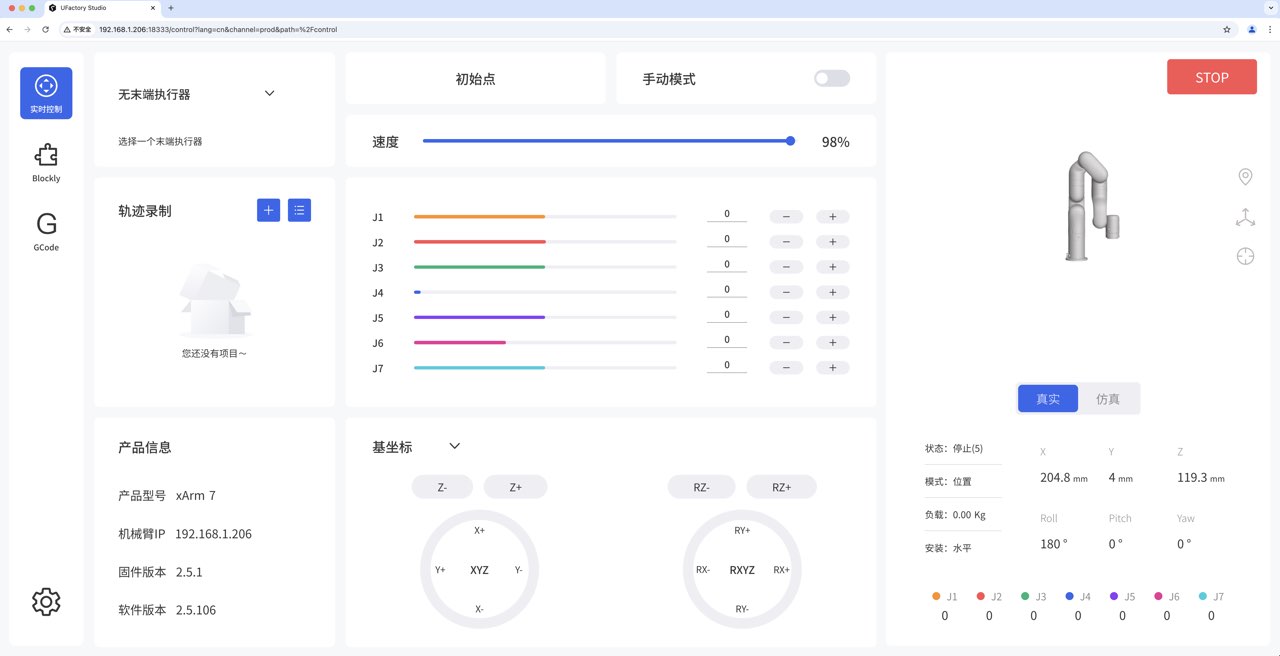 UFactory Studio
不安全
192.168.1.206:18333/control?lang=cn&channel=prod&path=%2Fcontrol
实时控制
Blockly
GCode
无末端执行器
选择一个末端执行器
轨迹录制
您还没有项目～
产品信息
产品型号 xArm 7
机械臂IP 192.168.1.206
固件版本 2.5.1
软件版本 2.5.106
初始点
手动模式
速度 98%
J1 0 − +
J2 0 − +
J3 0 − +
J4 0 − +
J5 0 − +
J6 0 − +
J7 0 − +
基坐标
Z- Z+ RZ- RZ+
X+
Y+ XYZ Y-
X-
RY+
RX- RXYZ RX+
RY-
STOP
真实 仿真
状态：停止(5)
模式：位置
负载：0.00 Kg
安装：水平
X Y Z
204.8 mm 4 mm 119.3 mm
Roll Pitch Yaw
180 ° 0 ° 0 °
J1 J2 J3 J4 J5 J6 J7
0 0 0 0 0 0 0